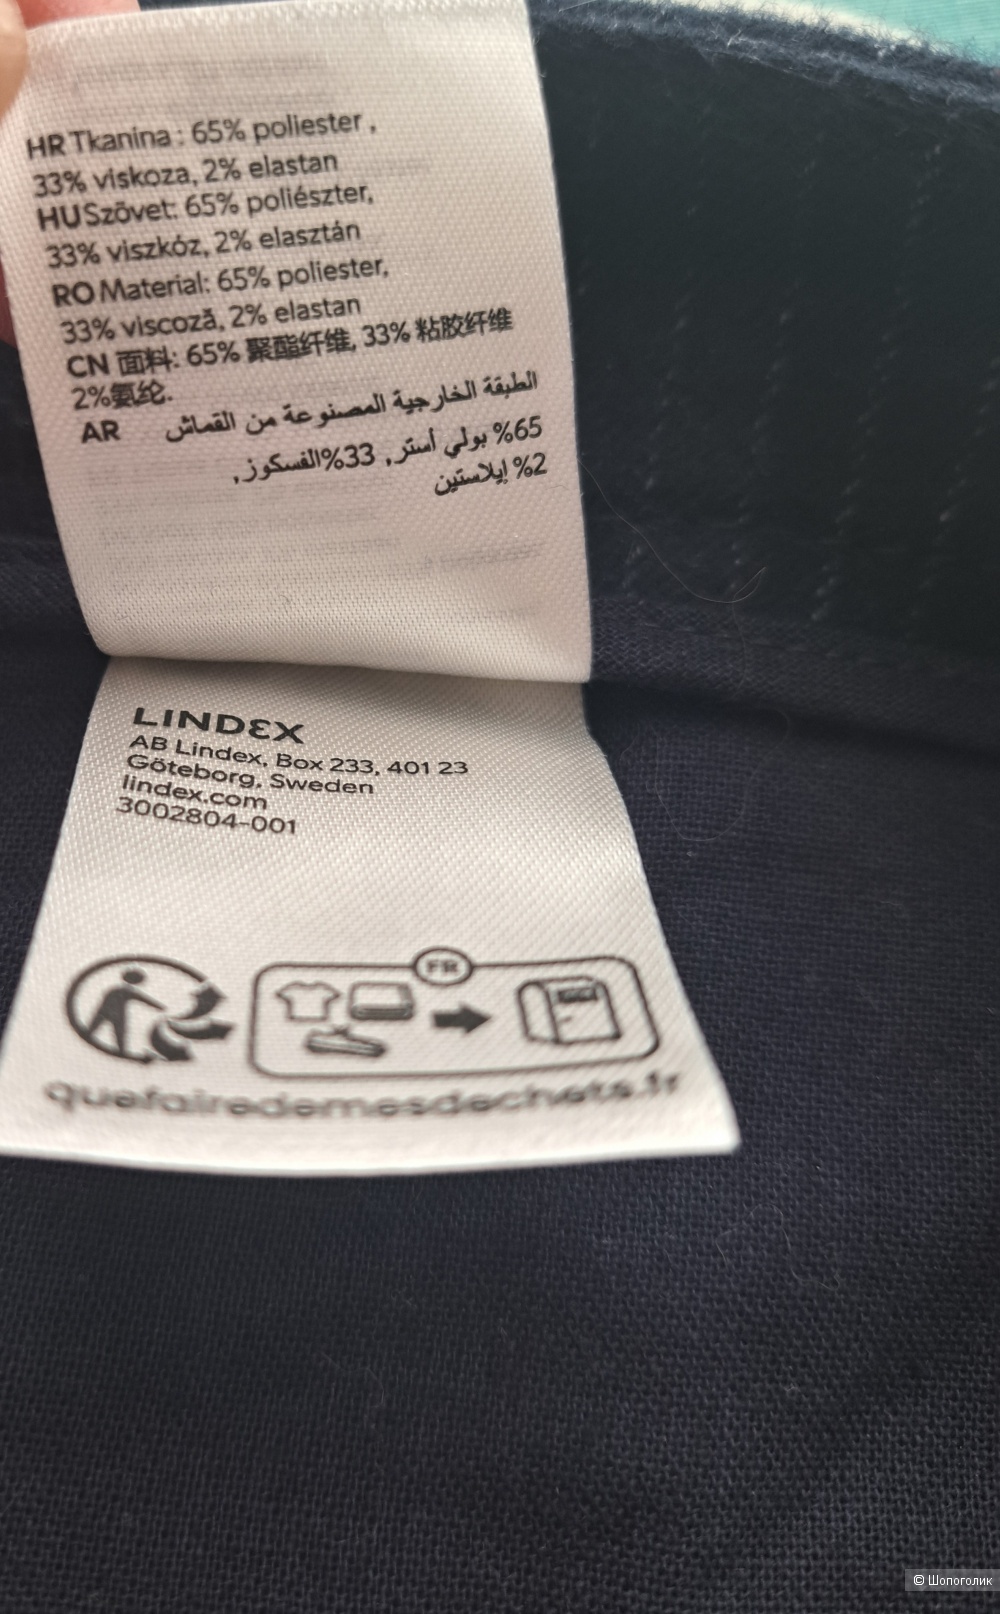 HR Tkanina : 65% poliester ,
33% viskoza, 2% elastan
HU Szövet: 65% poliészter,
33% viszkóz, 2% elasztán
RO Material: 65% poliester,
33% viscoză, 2% elastan
CN 面料: 65% 聚酯纤维, 33% 粘胶纤维
2%氨纶.
AR الطبقة الخارجية المصنوعة من القماش
65% بولي أستر, 33%الفسكوز,
2% إيلاستين
LINDEX
AB Lindex, Box 233, 401 23
Göteborg, Sweden
lindex.com
3002804-001
FR
quefairedemesdechets.fr
© Шопоголик